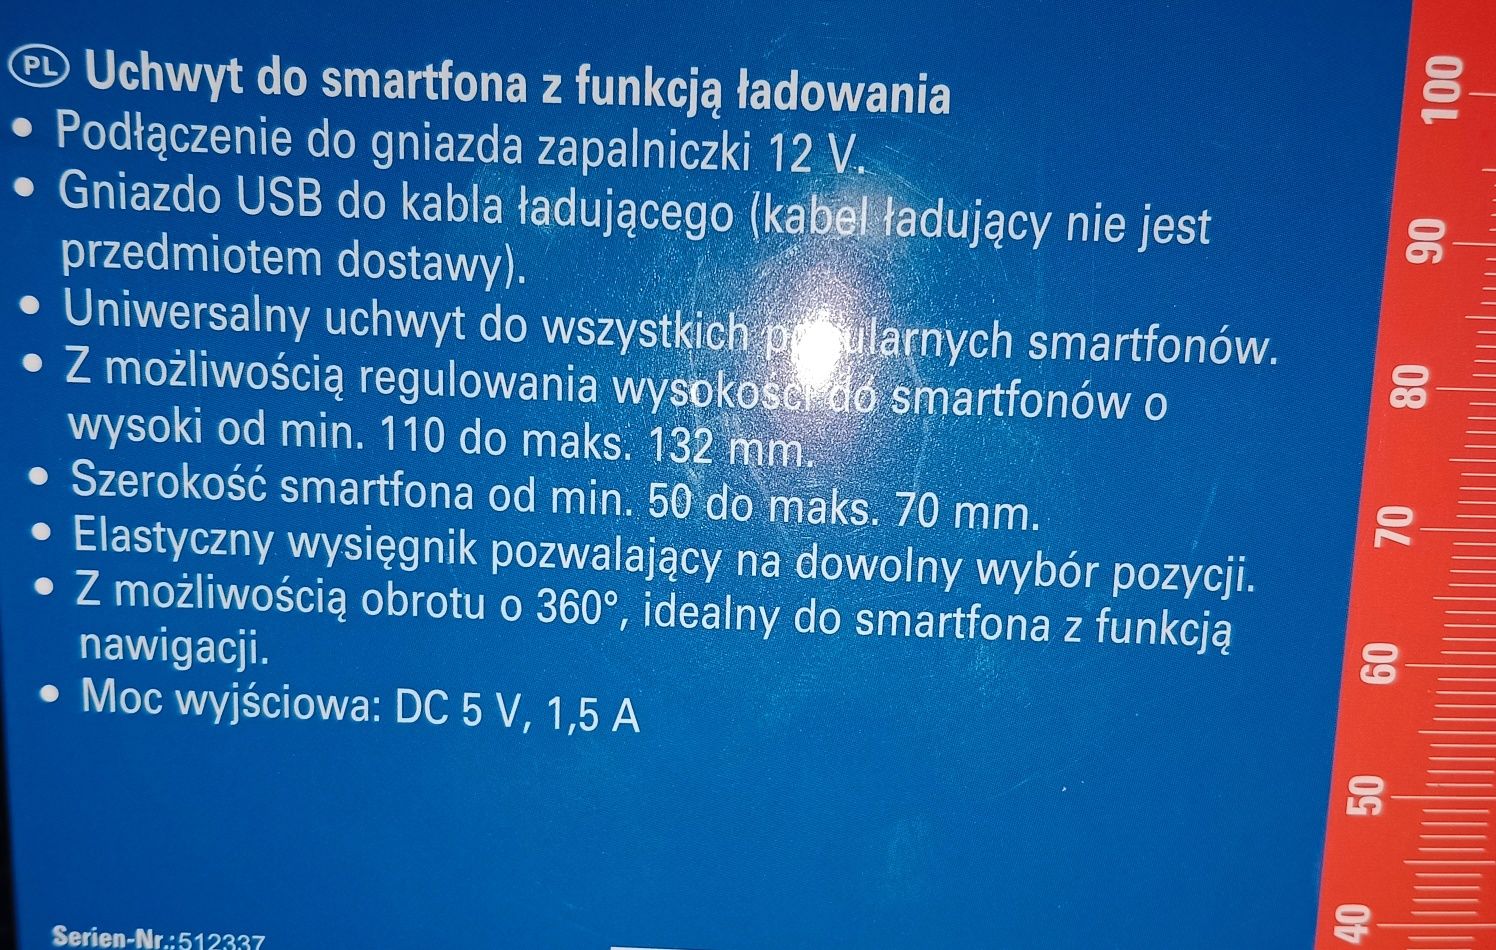 PL Uchwyt do smartfona z funkcją ładowania
• Podłączenie do gniazda zapalniczki 12 V.
• Gniazdo USB do kabla ładującego (kabel ładujący nie jest
przedmiotem dostawy).
• Uniwersalny uchwyt do wszystkich popularnych smartfonów.
• Z możliwością regulowania wysokości do smartfonów o
wysoki od min. 110 do maks. 132 mm.
• Szerokość smartfona od min. 50 do maks. 70 mm.
• Elastyczny wysięgnik pozwalający na dowolny wybór pozycji.
• Z możliwością obrotu o 360°, idealny do smartfona z funkcją
nawigacji.
• Moc wyjściowa: DC 5 V, 1,5 A
Serien-Nr.:512337
100
90
80
70
60
50
40